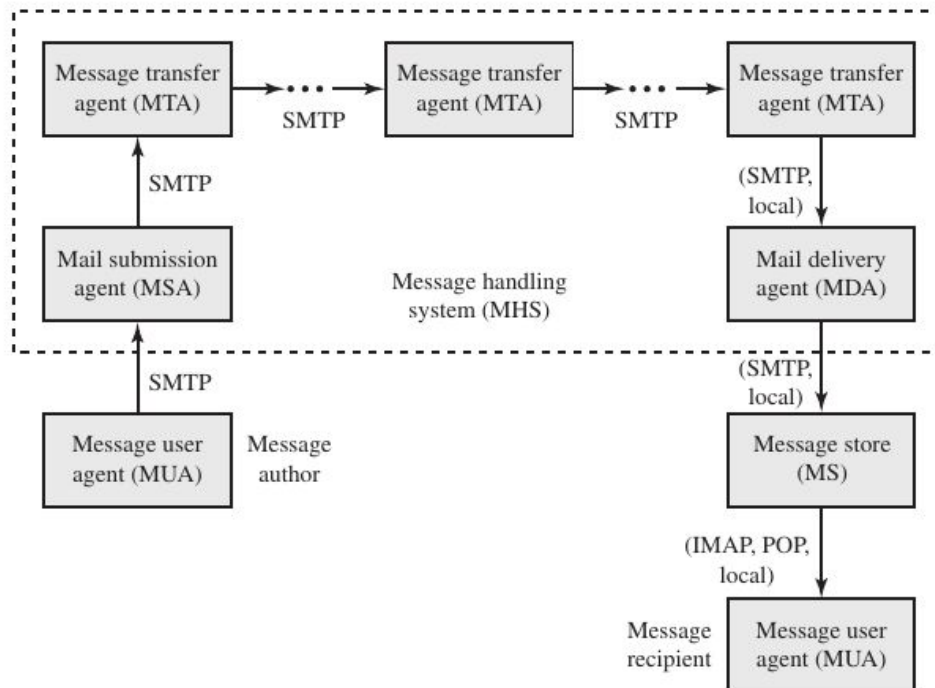 Message transfer
agent (MTA)
SMTP
Message transfer
agent (MTA)
SMTP
Message transfer
agent (MTA)
SMTP
(SMTP,
local)
Mail submission
agent (MSA)
Message handling
system (MHS)
Mail delivery
agent (MDA)
SMTP
(SMTP,
local)
Message user
agent (MUA)
Message
author
Message store
(MS)
(IMAP, POP,
local)
Message
recipient
Message user
agent (MUA)